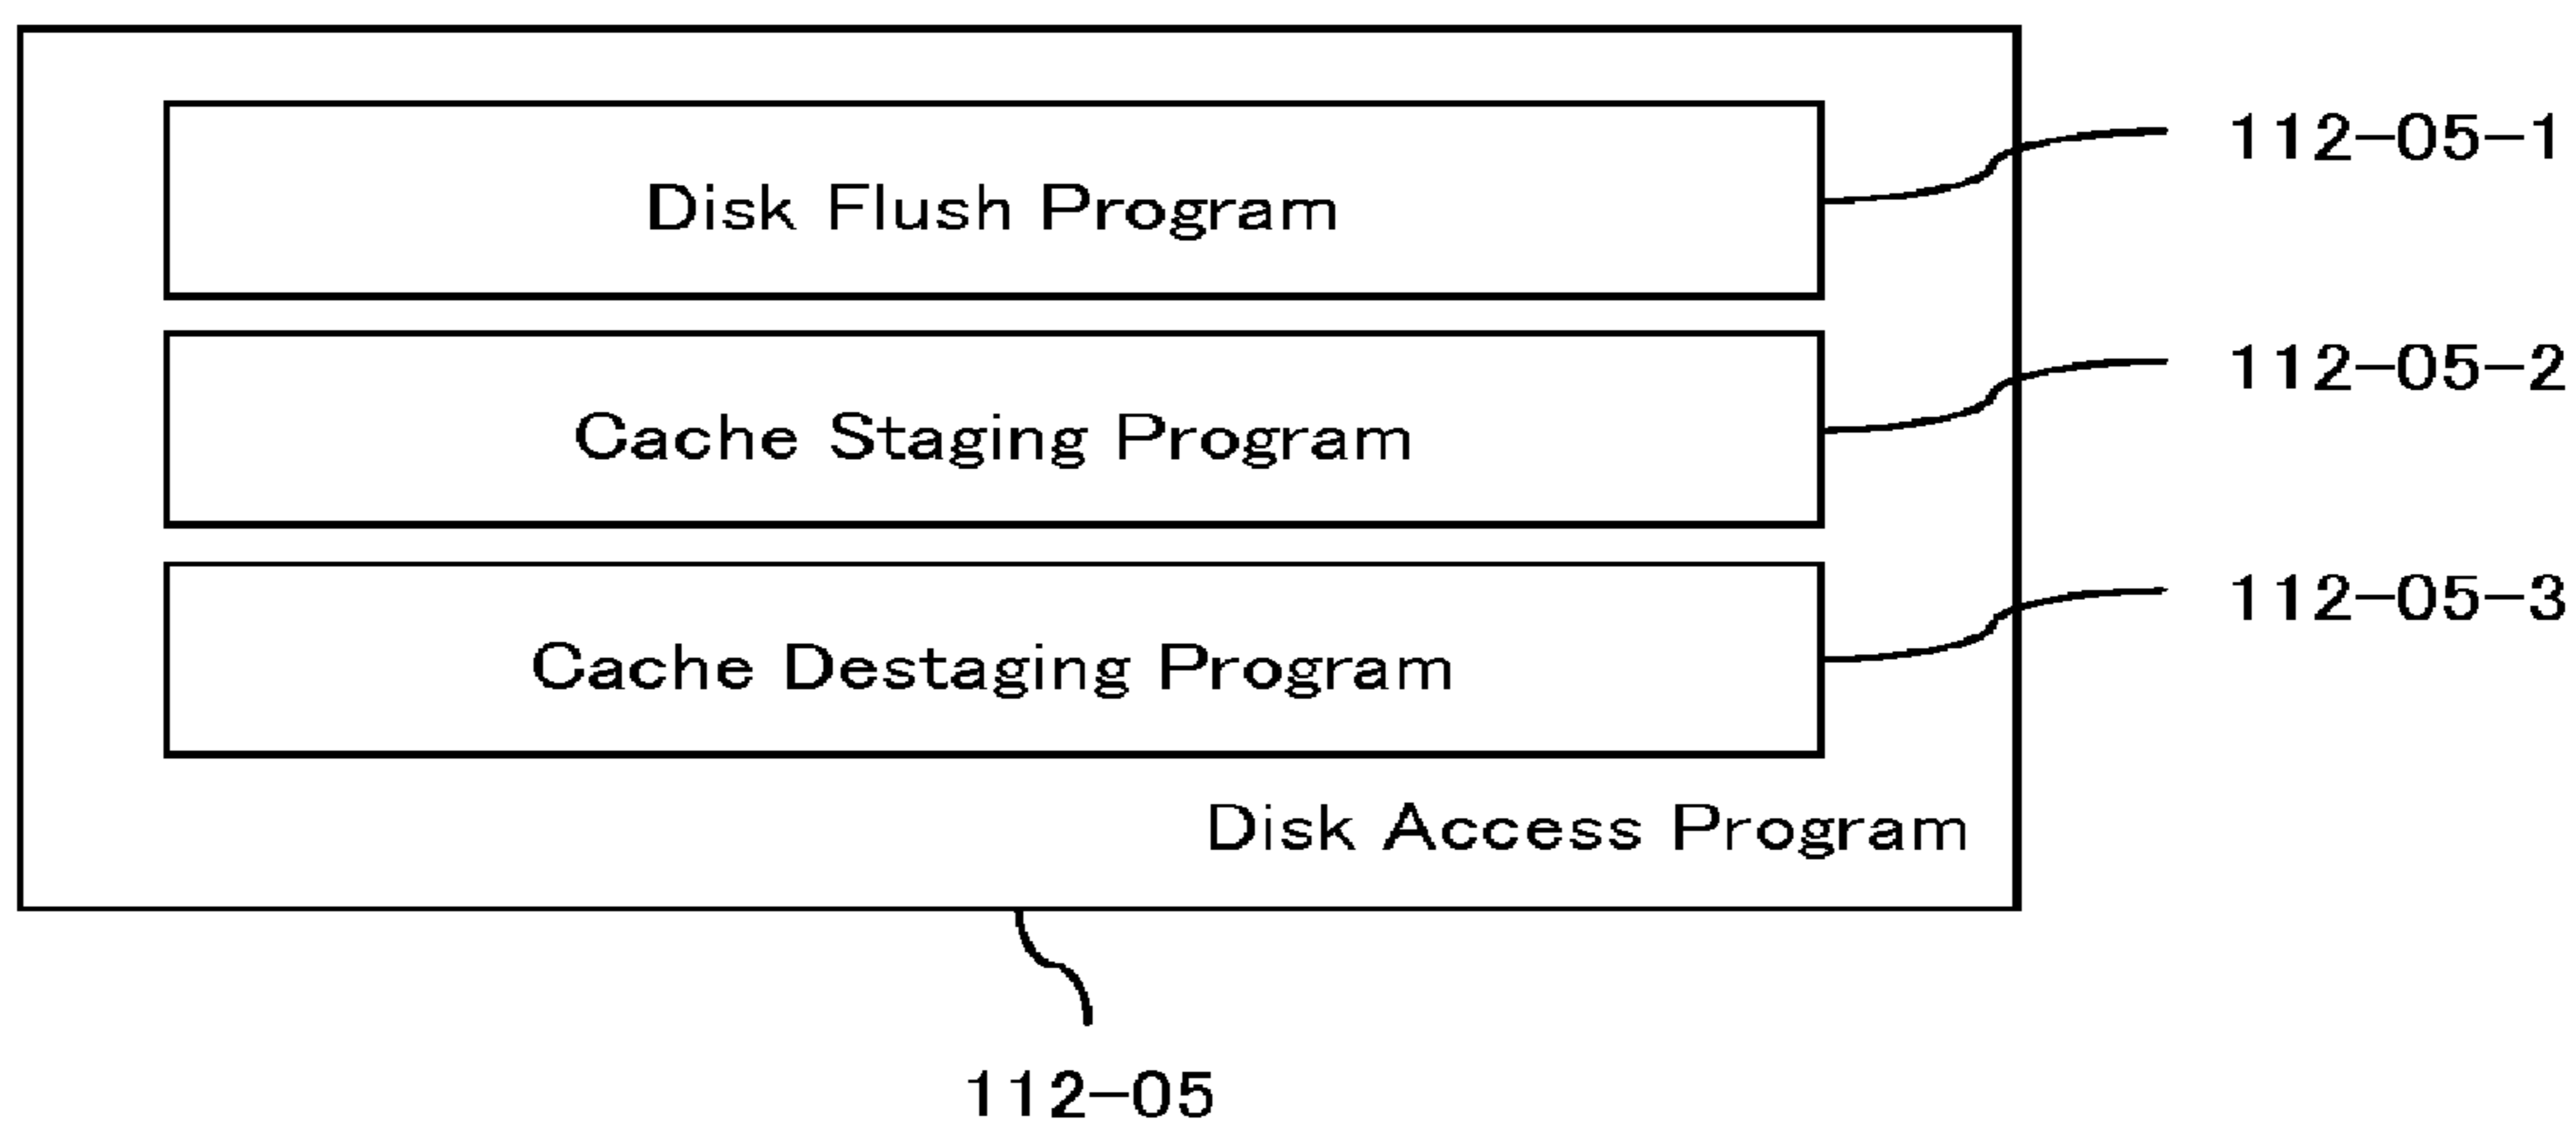 Disk Flush Program
112-05-1
Cache Staging Program
112-05-2
Cache Destaging Program
112-05-3
Disk Access Program
112-05